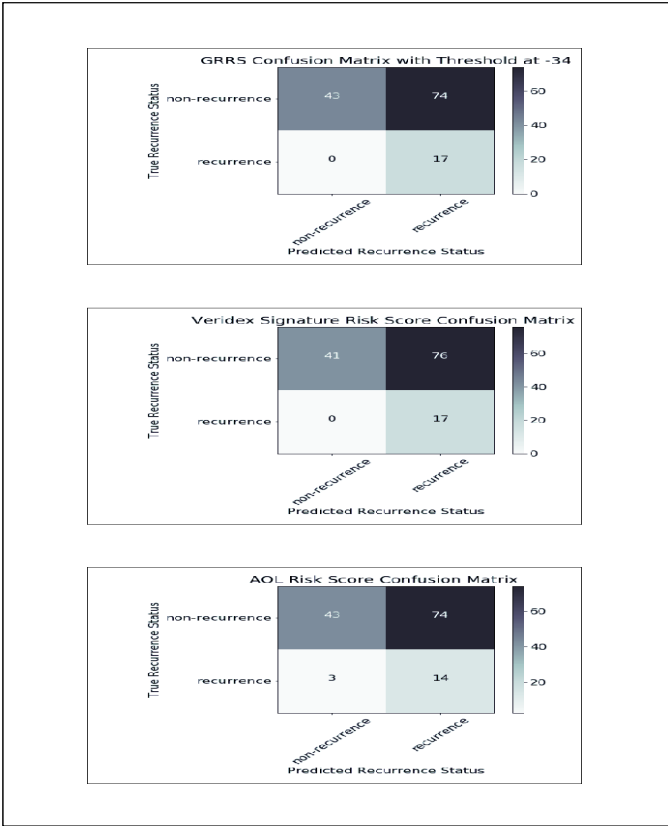 GRRS Confusion Matrix with Threshold at -34
True Recurrence Status
non-recurrence
43
74
recurrence
0
17
60
40
20
0
non-recurrence
recurrence
Predicted Recurrence Status
Veridex Signature Risk Score Confusion Matrix
True Recurrence Status
non-recurrence
41
76
recurrence
0
17
60
40
20
0
non-recurrence
recurrence
Predicted Recurrence Status
AOL Risk Score Confusion Matrix
True Recurrence Status
non-recurrence
43
74
recurrence
3
14
60
40
20
non-recurrence
recurrence
Predicted Recurrence Status